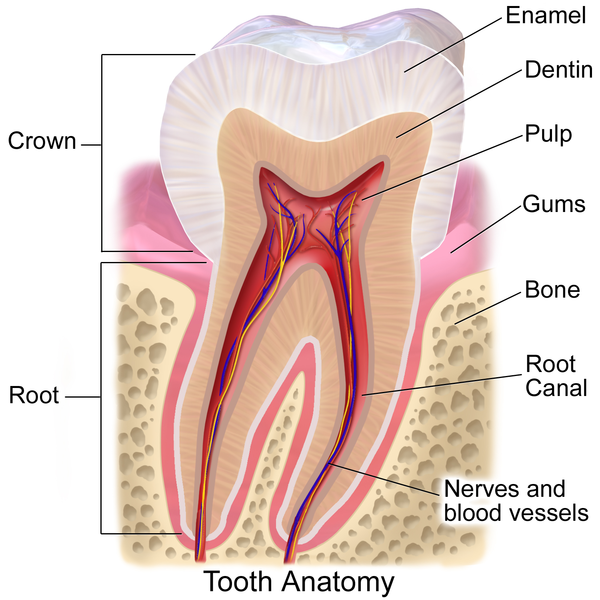 Enamel
Dentin
Crown
Pulp
Gums
Bone
Root
Canal
Root
Nerves and
blood vessels
Tooth Anatomy